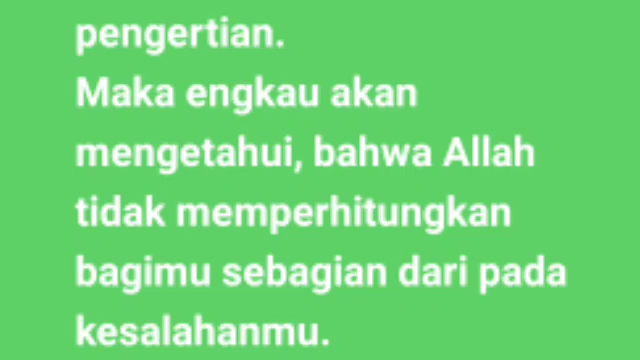 pengertian.
Maka engkau akan
mengetahui, bahwa Allah
tidak memperhitungkan
bagimu sebagian dari pada
kesalahanmu.